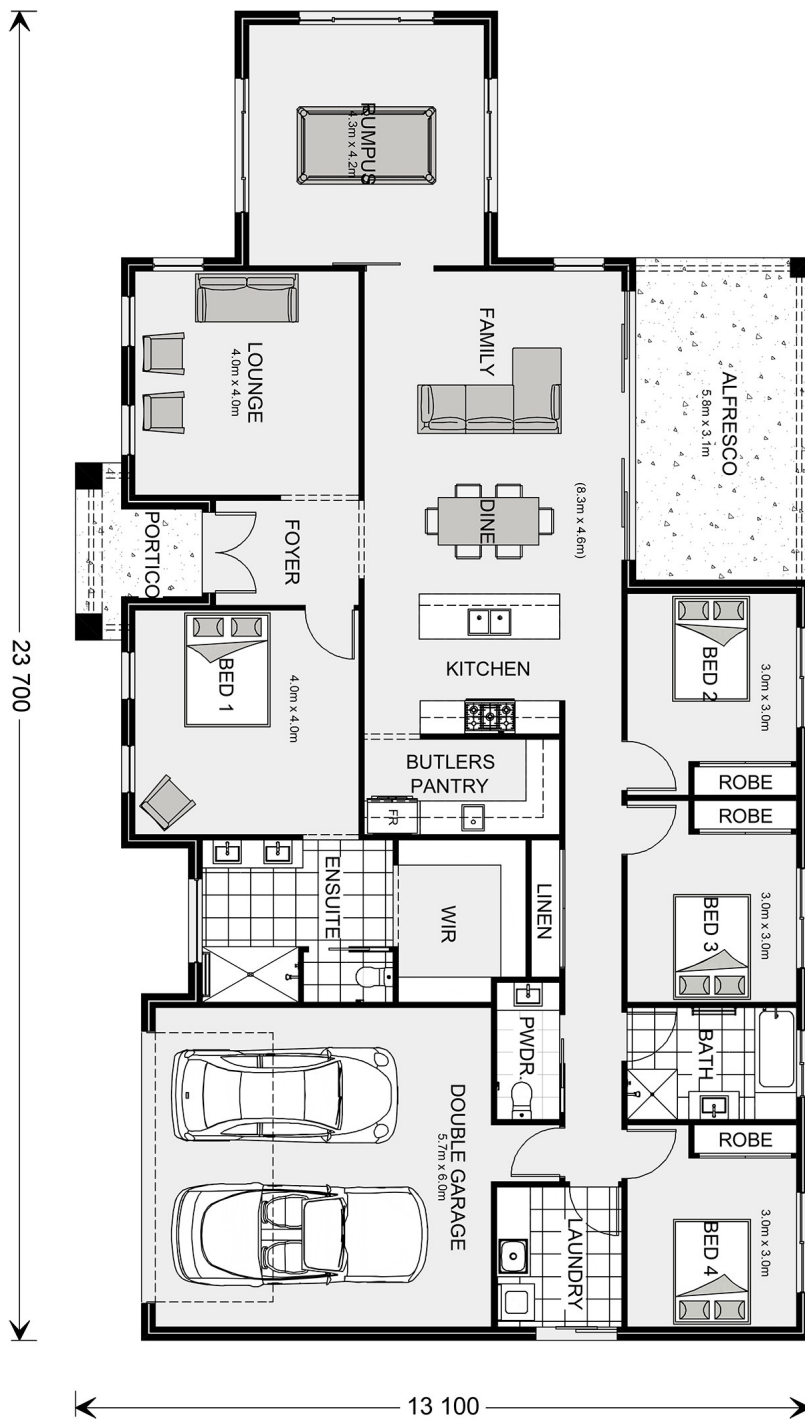 RUMPUS
4.3m x 4.2m
LOUNGE
4.0m x 4.0m
FAMILY
ALFRESCO
5.8m x 3.1m
(8.3m x 4.6m)
DINE
PORTICO
FOYER
KITCHEN
BED 1
4.0m x 4.0m
BED 2
3.0m x 3.0m
BUTLERS
PANTRY
FR
ROBE
ROBE
ENSUITE
WIR
LINEN
BED 3
3.0m x 3.0m
PWDR.
BATH
DOUBLE GARAGE
5.7m x 6.0m
ROBE
LAUNDRY
BED 4
3.0m x 3.0m
23 700
13 100